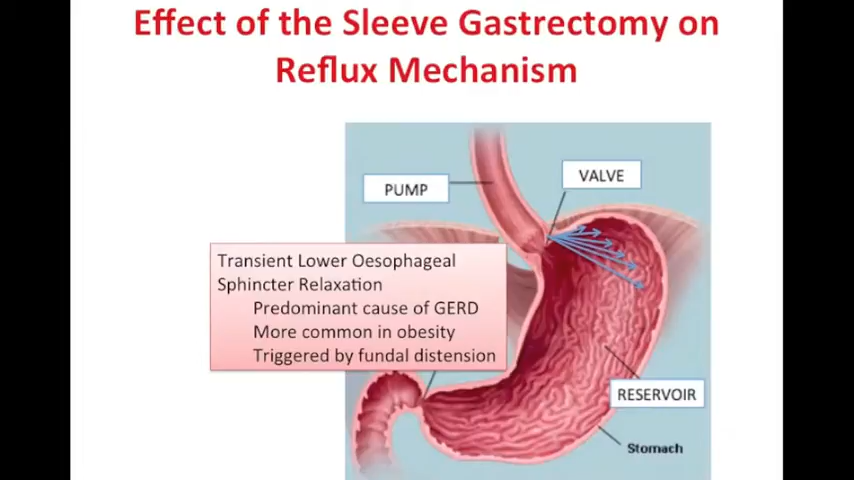 Effect of the Sleeve Gastrectomy on
Reflux Mechanism
PUMP
VALVE
Transient Lower Oesophageal
Sphincter Relaxation
Predominant cause of GERD
More common in obesity
Triggered by fundal distension
RESERVOIR
Stomach